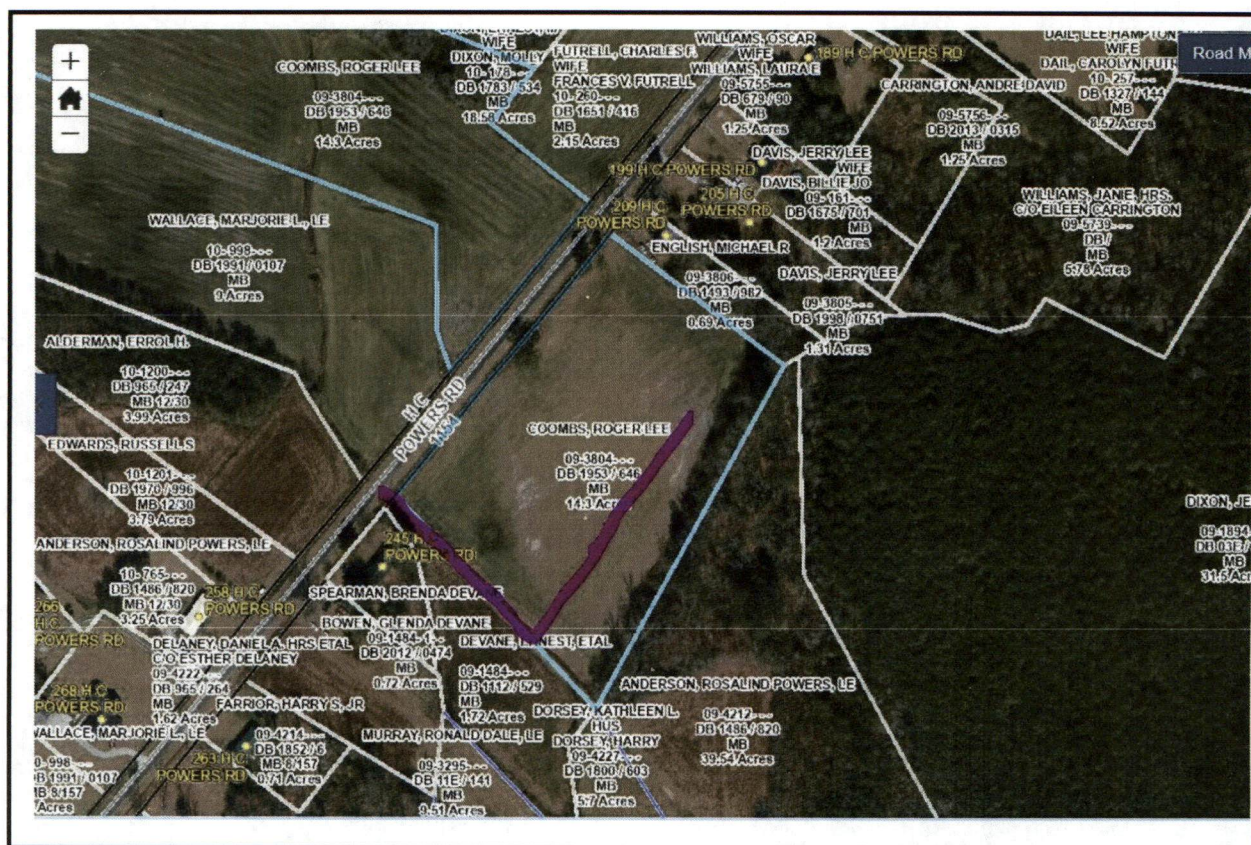 +
−
Road M
COOMBS, ROGER LEE
09-3804- - -
DB 1953 / 646
MB
14.3 Acres
WIFE
DIXON, MOLLY
10- 178- - -
DB 1783 / 534
MB
18.58 Acres
FUTRELL, CHARLES F.
WIFE
FRANCES V. FUTRELL
10- 260- - -
DB 1651 / 416
MB
2.15 Acres
WILLIAMS, OSCAR
WIFE
WILLIAMS, LAURA E
09-5755- - -
DB 679 / 90
MB
1.25 Acres
189 H C POWERS RD
DAIL, LEE HAMPTON
WIFE
DAIL, CAROLYN FUTR
10- 257- - -
DB 1327 / 144
MB
8.52 Acres
CARRINGTON, ANDRE DAVID
09-5756- - -
DB 2013 / 0315
MB
1.25 Acres
199 H C POWERS RD
DAVIS, JERRY LEE
WIFE
DAVIS, BILLIE JO
09- 161- - -
DB 1675 / 701
MB
1.2 Acres
205 H C
POWERS RD
209 H C
POWERS RD
WILLIAMS, JANIE, HRS.
C/O EILEEN CARRINGTON
09-5739- - -
DB /
MB
5.78 Acres
WALLACE, MARJORIE L., LE
10- 998- - -
DB 1991 / 0107
MB
9 Acres
ENGLISH, MICHAEL R
09-3806- - -
DB 1493 / 982
MB
0.69 Acres
DAVIS, JERRY LEE
09-3805- - -
DB 1998 / 0751
MB
1.31 Acres
ALDERMAN, ERROL H.
10-1200- - -
DB 965 / 247
MB 12/30
3.99 Acres
H C
POWERS RD
1434
EDWARDS, RUSSELL S
10-1201- - -
DB 1970 / 996
MB 12/30
3.79 Acres
COOMBS, ROGER LEE
09-3804- - -
DB 1953 / 646
MB
14.3 Acres
DIXON, JE
09-1894-
DB 03E /
MB
31.5 Acr
ANDERSON, ROSALIND POWERS, LE
10- 765- - -
DB 1486 / 820
MB 12/30
3.25 Acres
245 H C
POWERS RD
258 H C
POWERS RD
266
H C
POWERS RD
SPEARMAN, BRENDA DEVANE
BOWEN, GLENDA DEVANE
09-1484-1- -
DB 2012 / 0474
MB
0.72 Acres
DEVANE, ERNEST, ETAL
09-1484- - -
DB 1112 / 529
MB
1.72 Acres
DELANEY, DANIEL A, HRS ETAL
C/O ESTHER DELANEY
09-4222- - -
DB 965 / 264
MB
1.62 Acres
ANDERSON, ROSALIND POWERS, LE
09-4212- - -
DB 1486 / 820
MB
39.54 Acres
268 H C
POWERS RD
FARRIOR, HARRY S, JR
09-4214- - -
DB 1852 / 6
MB 8/157
0.71 Acres
DORSEY, KATHLEEN L.
HUS
DORSEY, HARRY
09-4227- - -
DB 1800 / 603
MB
5.7 Acres
WALLACE, MARJORIE L., LE
0- 998- - -
DB 1991 / 0107
MB 8/157
Acres
263 H C
POWERS RD
MURRAY, RONALD DALE, LE
09-3295- - -
DB 11E / 141
MB
9.51 Acres